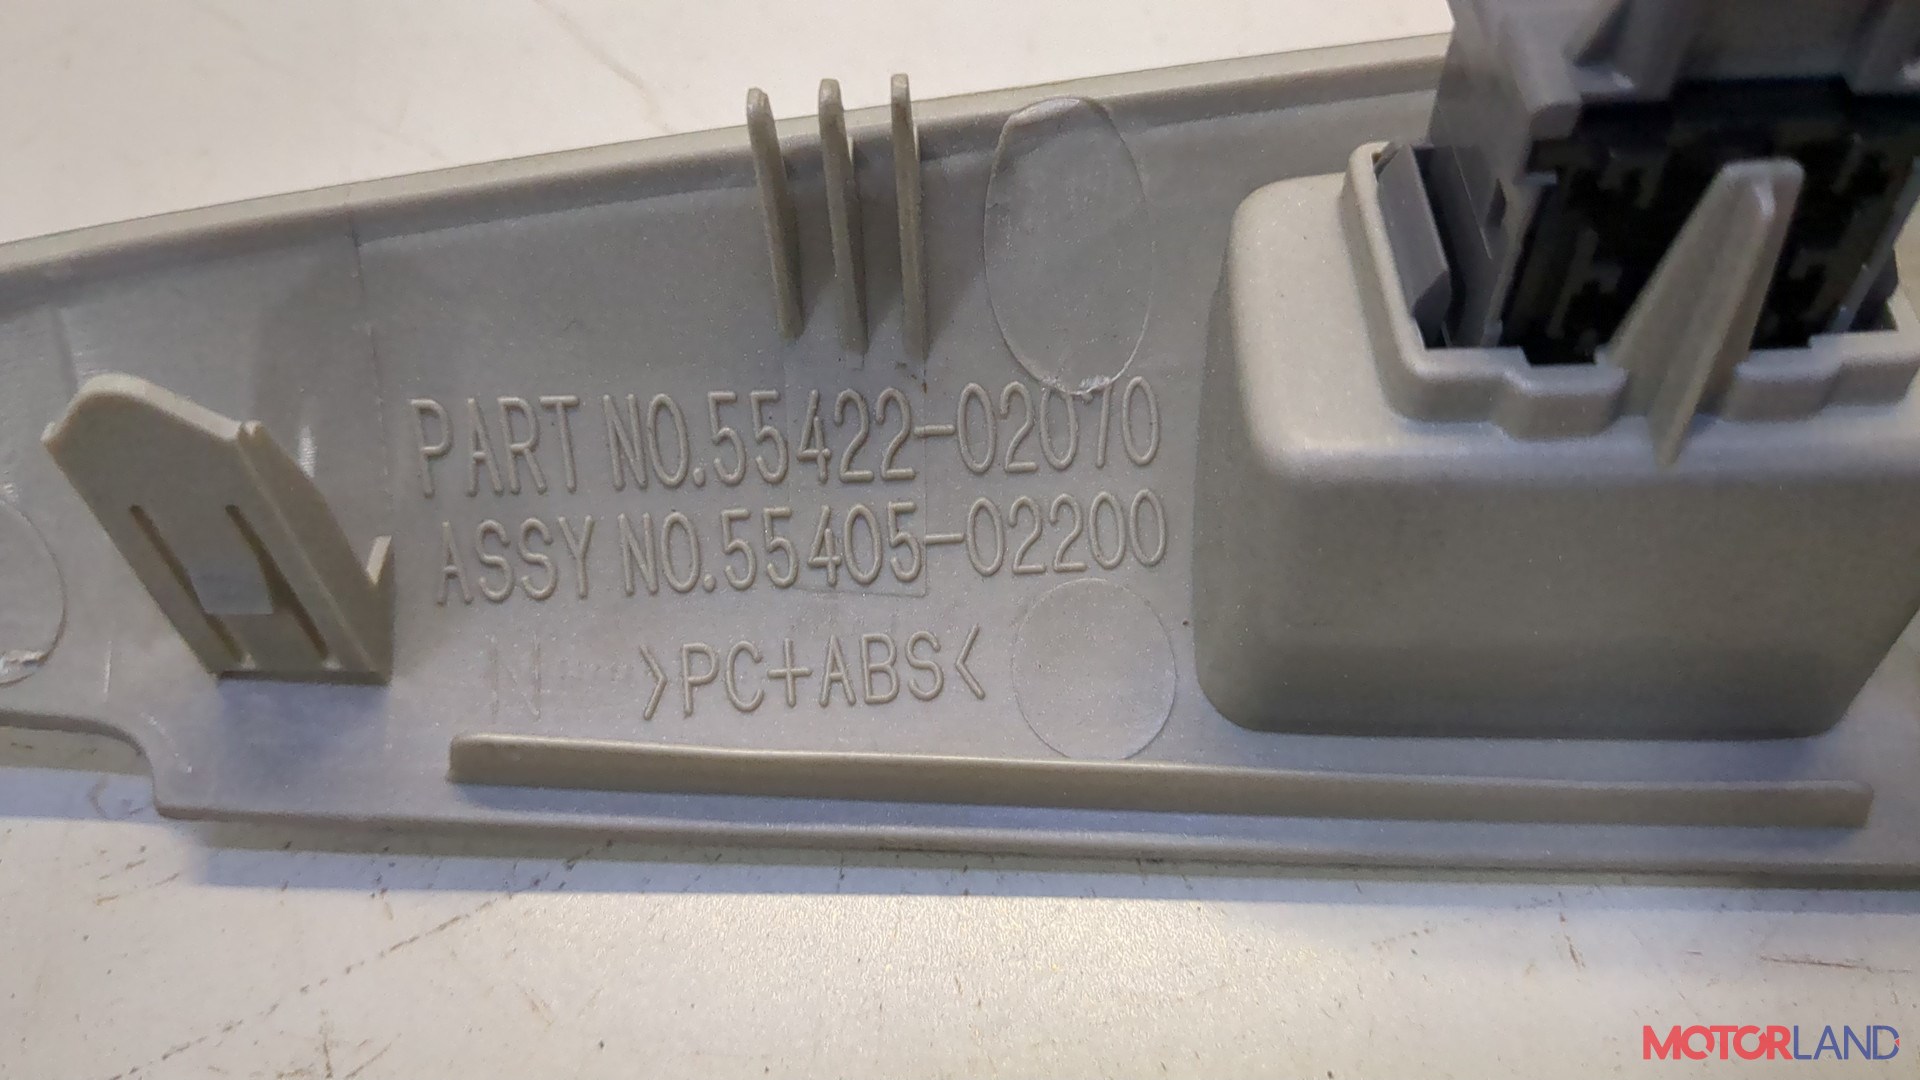 PART NO.55422-02070
ASSY NO.55405-02200
N >PC+ABS<
MOTORLAND